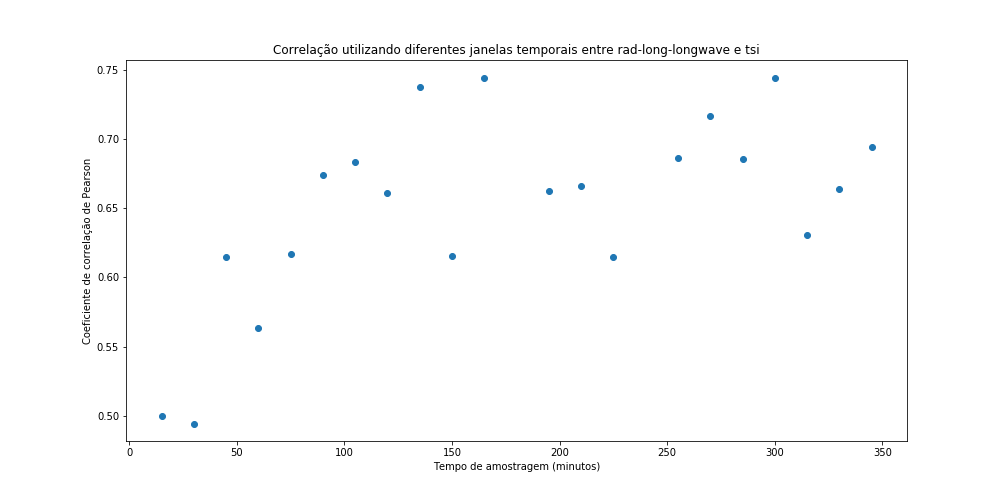 Correlação utilizando diferentes janelas temporais entre rad-long-longwave e tsi
0.75
0.70
0.65
0.60
0.55
0.50
Coeficiente de correlação de Pearson
0 50 100 150 200 250 300 350
Tempo de amostragem (minutos)